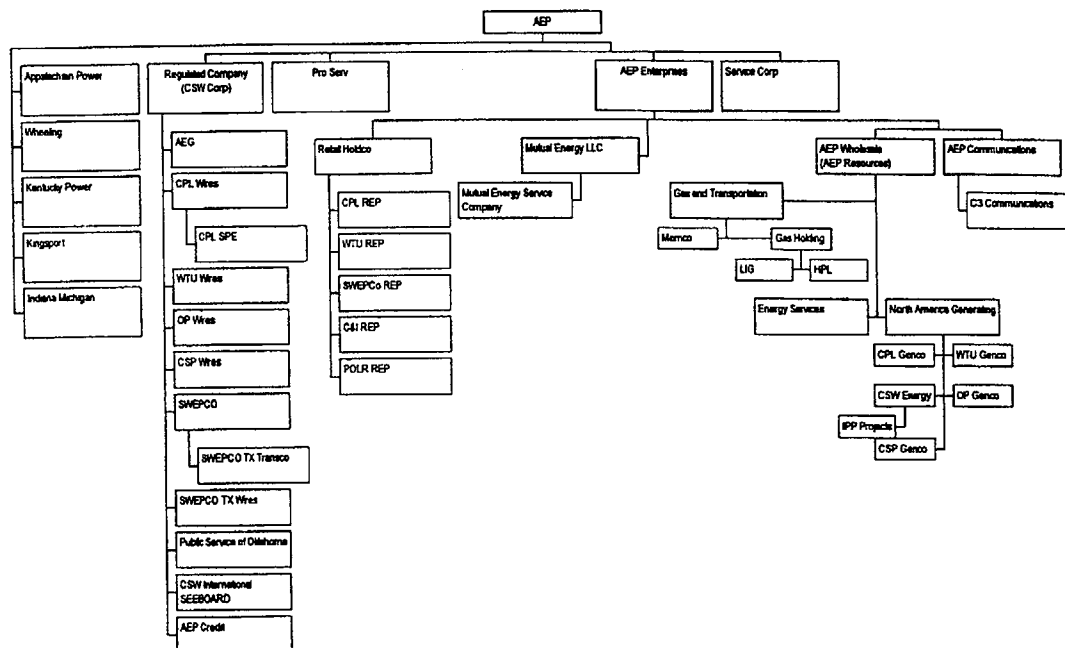 AEP
Appalachian Power
Regulated Company
(CSW Corp)
Pro Serv
AEP Enterprises
Service Corp
Wheeling
Kentucky Power
Kingsport
Indiana Michigan
AEG
CPL Wires
CPL SPE
WTU Wires
OP Wires
CSP Wires
SWEPCO
SWEPCO TX Transco
SWEPCO TX Wires
Public Service of Oklahoma
CSW International
SEEBOARD
AEP Credit
Retail Holdco
CPL REP
WTU REP
SWEPCo REP
C&I REP
POLR REP
Mutual Energy LLC
Mutual Energy Service
Company
AEP Wholesale
(AEP Resources)
AEP Communications
C3 Communications
Gas and Transportation
Memco
Gas Holding
LIG
HPL
Energy Services
North America Generating
CPL Genco
WTU Genco
CSW Energy
OP Genco
IPP Projects
CSP Genco